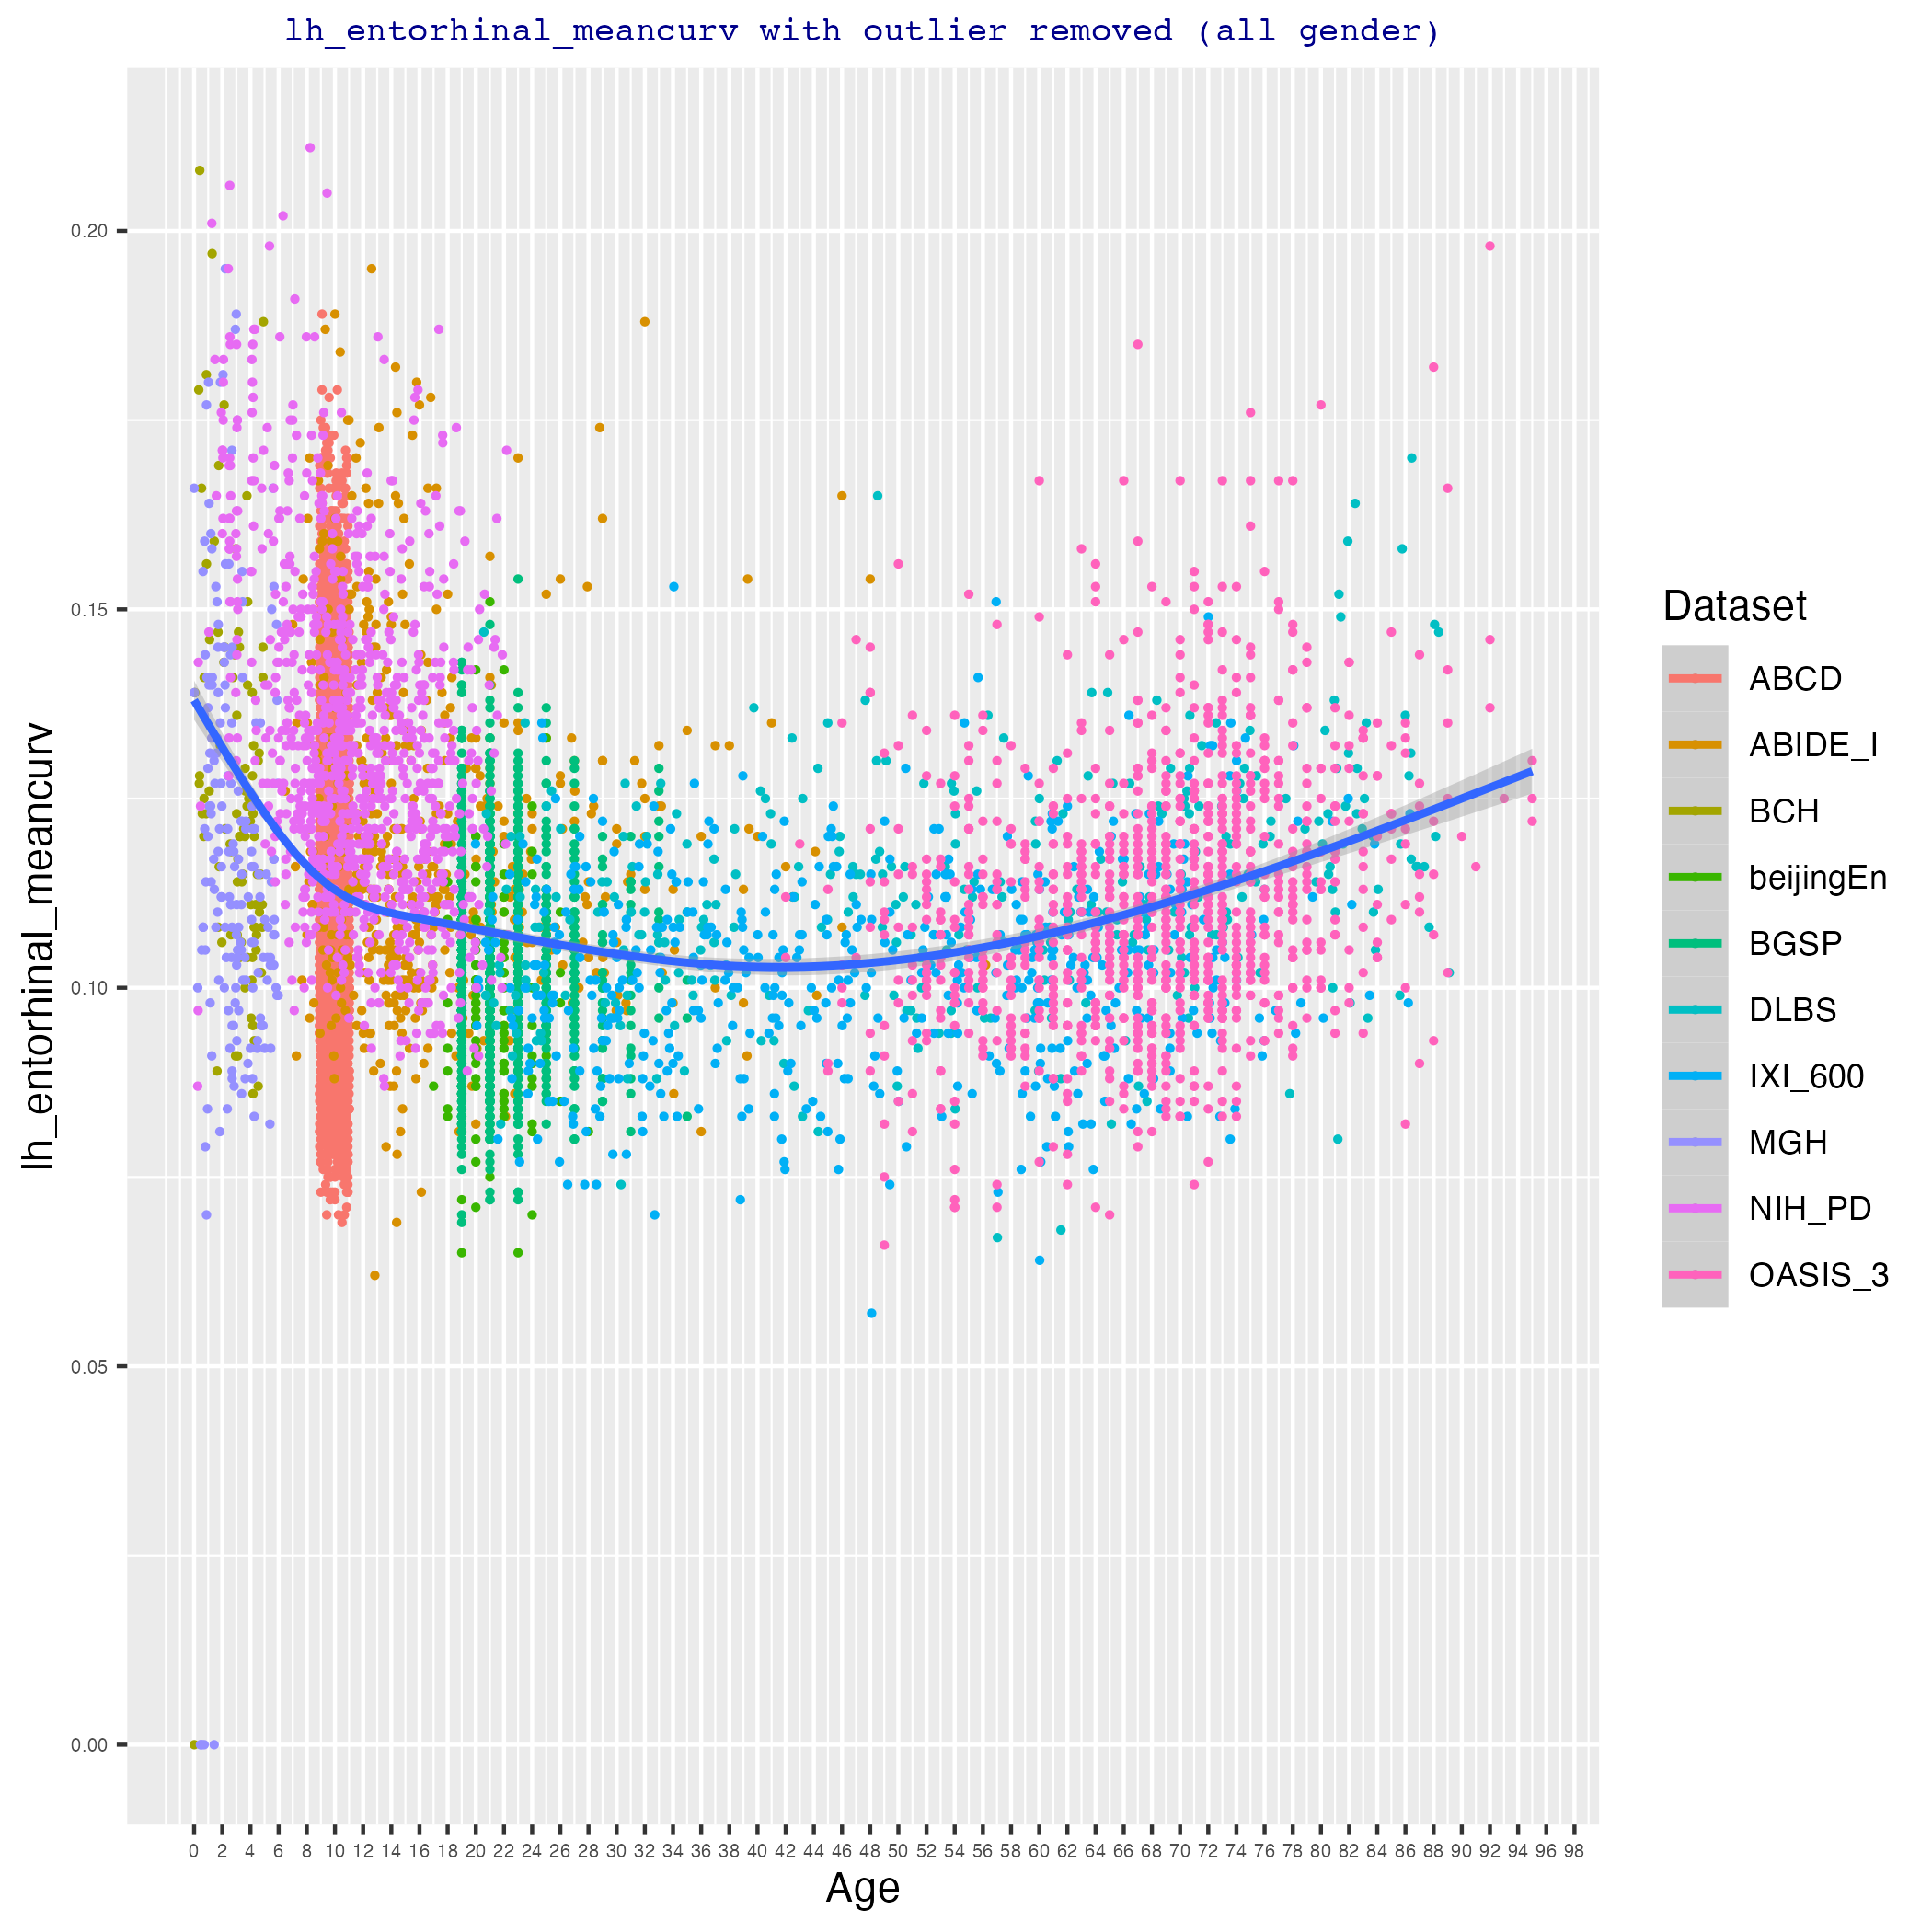 lh_entorhinal_meancurv with outlier removed (all gender)
lh_entorhinal_meancurv
0.20
0.15
0.10
0.05
0.00
0 2 4 6 8 10 12 14 16 18 20 22 24 26 28 30 32 34 36 38 40 42 44 46 48 50 52 54 56 58 60 62 64 66 68 70 72 74 76 78 80 82 84 86 88 90 92 94 96 98
Age
Dataset
ABCD
ABIDE_I
BCH
beijingEn
BGSP
DLBS
IXI_600
MGH
NIH_PD
OASIS_3